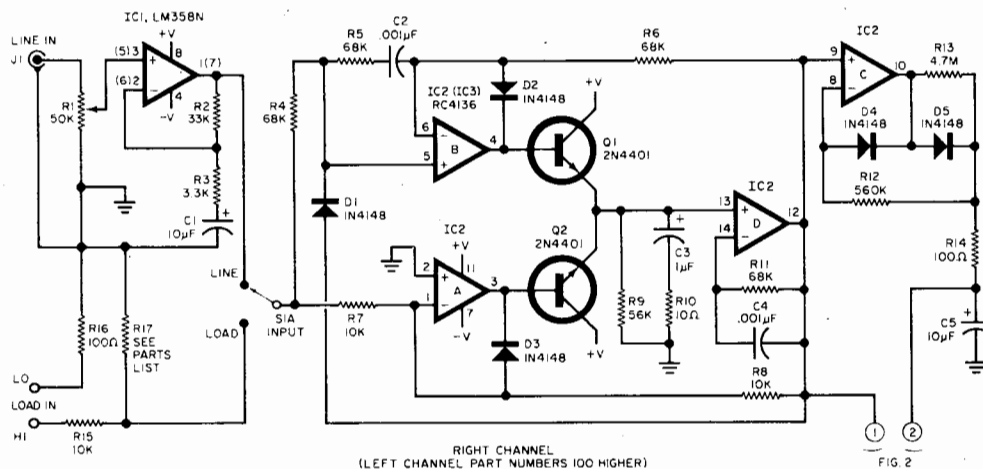 IC1, LM358N
LINE IN
J1
+V
8
(5)3
+
(6)2
−
1(7)
4
−V
R1
50K
R2
33K
R3
3.3K
C1
10µF
+
R16
100Ω
R17
SEE
PARTS
LIST
LO
LOAD IN
HI
R15
10K
LINE
LOAD
S1A
INPUT
R4
68K
R5
68K
C2
.001µF
R6
68K
IC2 (IC3)
RC4136
6
−
B
5
+
4
D2
1N4148
+V
Q1
2N4401
D1
1N4148
IC2
+V
11
2
+
A
1
−
3
7
−V
R7
10K
D3
1N4148
Q2
2N4401
+V
R9
56K
C3
1µF
+
R10
10Ω
IC2
13
+
D
14
−
12
R11
68K
C4
.001µF
R8
10K
IC2
9
+
C
8
−
10
R13
4.7M
D4
1N4148
D5
1N4148
R12
560K
R14
100Ω
C5
10µF
+
1
2
FIG. 2
RIGHT CHANNEL
(LEFT CHANNEL PART NUMBERS 100 HIGHER)